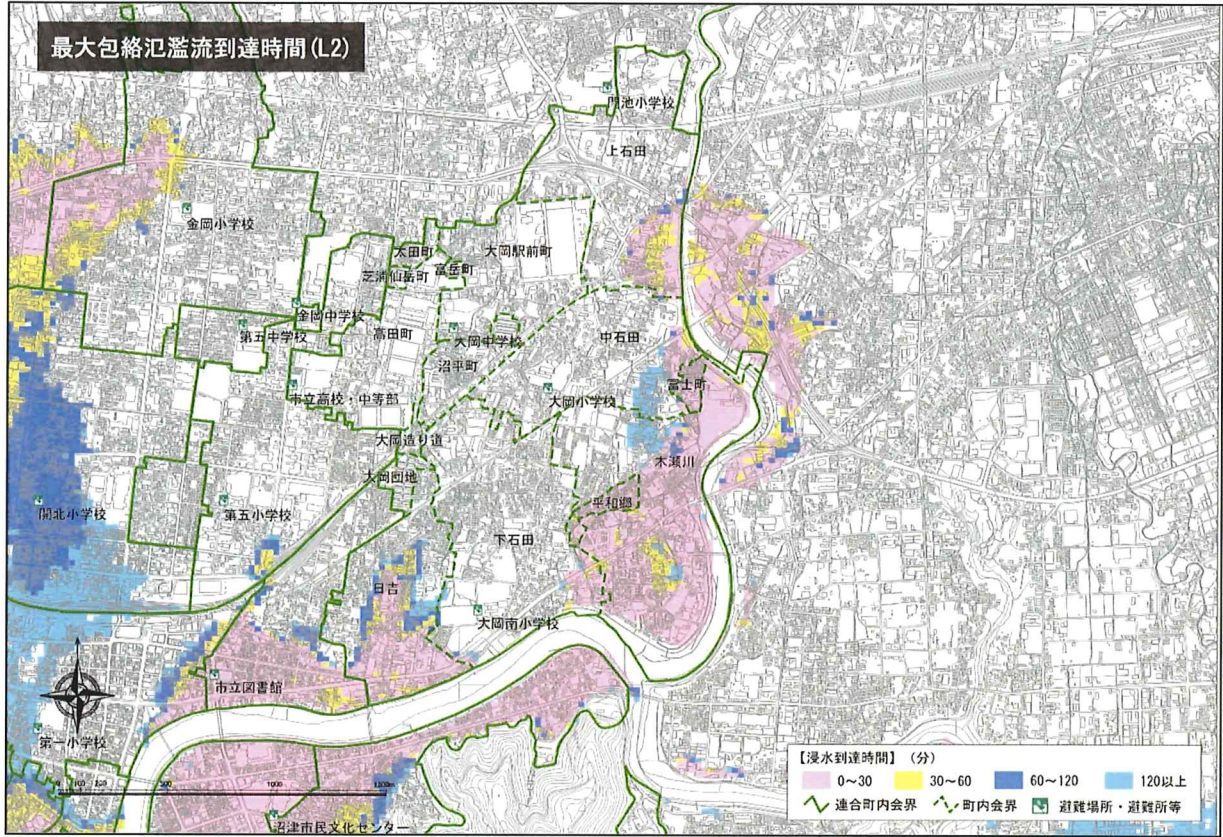 最大包絡氾濫流到達時間(L2)
門池小学校
上石田
金岡小学校
太田町
大岡駅前町
芝浦仙岳町
富岳町
金岡中学校
第五中学校
高田町
大岡中学校
中石田
沼平町
富士町
市立高校・中等部
大岡小学校
大岡造り道
木瀬川
大岡団地
平和郷
開北小学校
第五小学校
下石田
日吉
大岡南小学校
市立図書館
第一小学校
沼津市民文化センター
0 100 200 500 1000 1500m
【浸水到達時間】 (分)
0～30 30～60 60～120 120以上
連合町内会界 町内会界 避難場所・避難所等